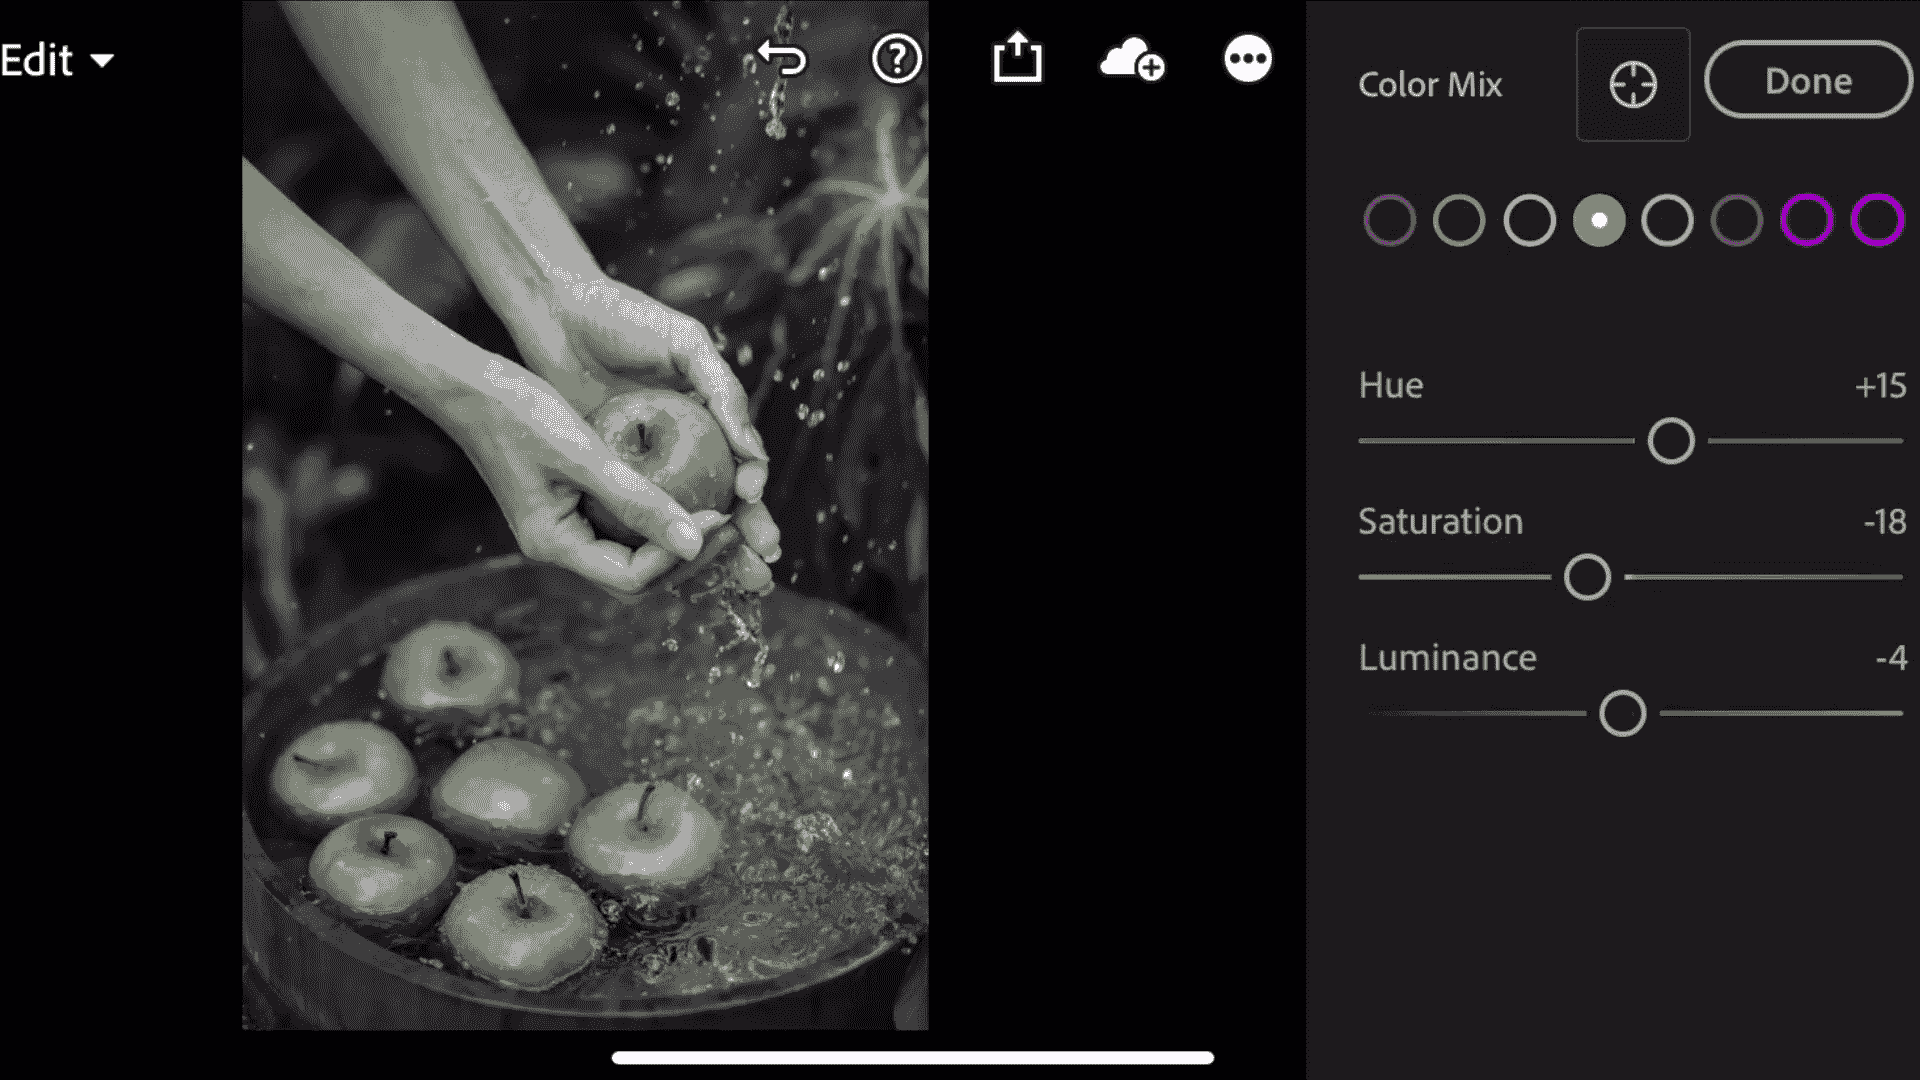 Edit
?
Color Mix
Done
Hue +15
Saturation -18
Luminance -4